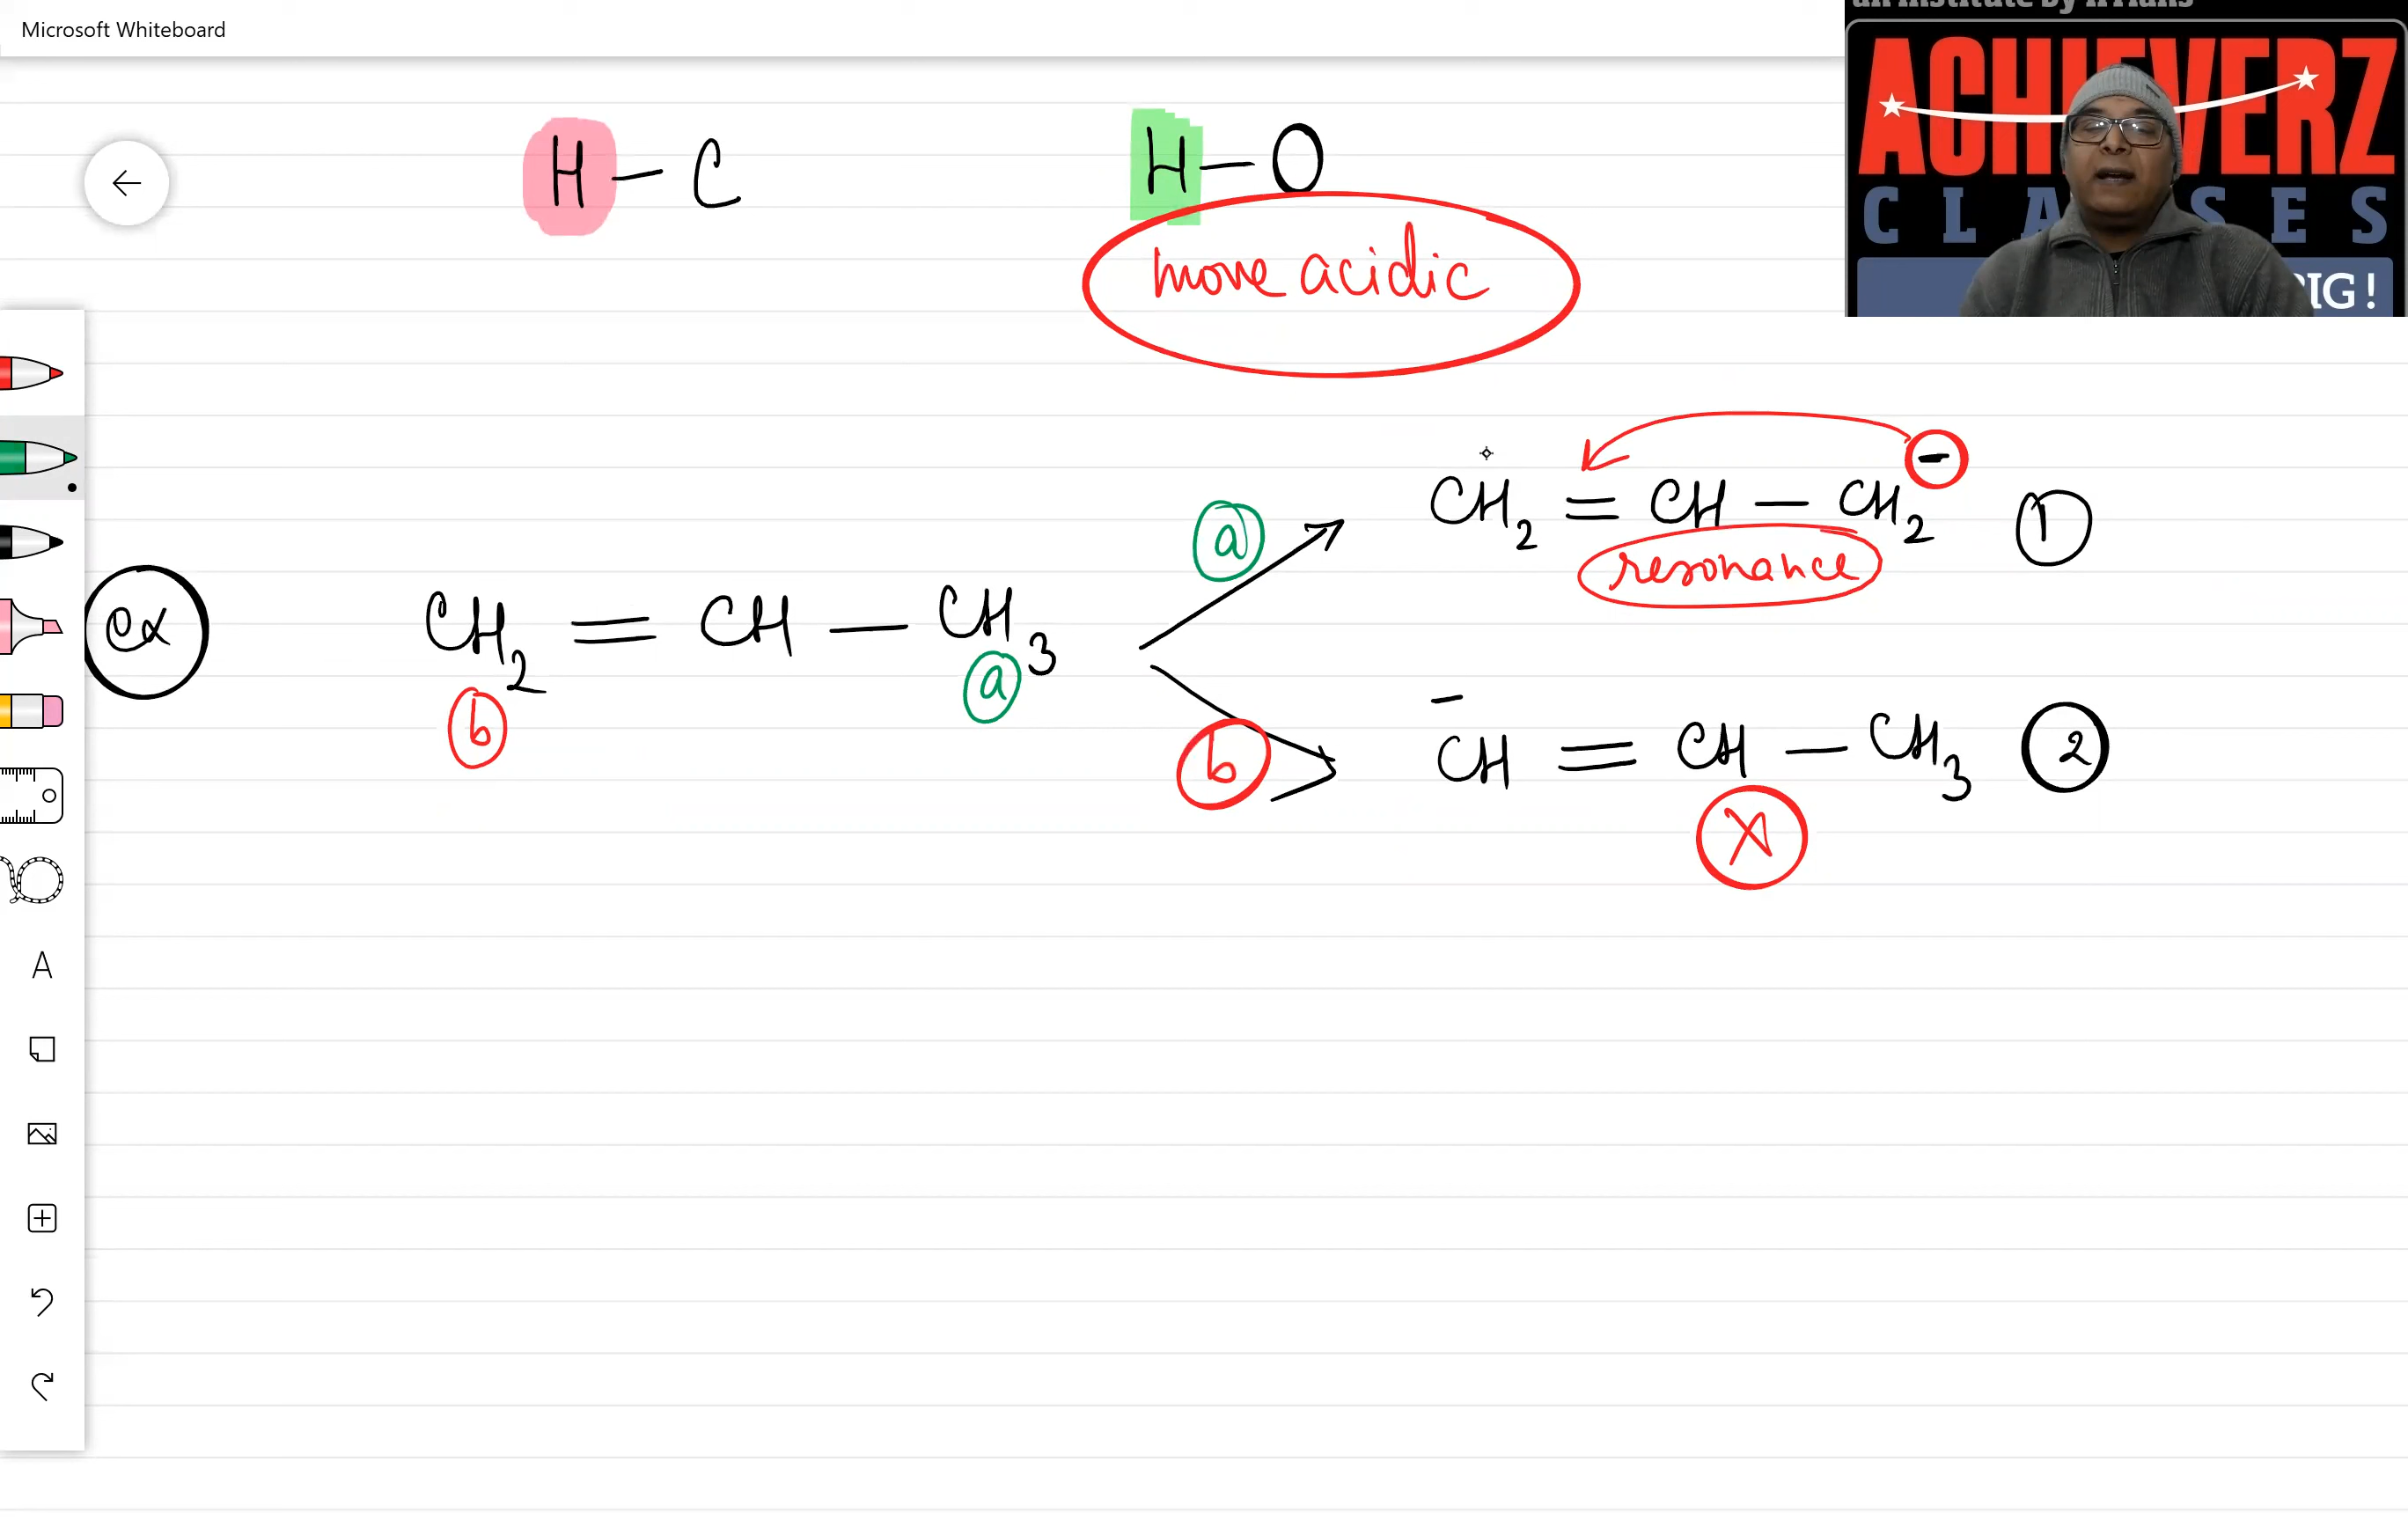 Microsoft Whiteboard
ACHIEVERZ
CLASSES
BIG!
H — C
H — O
more acidic
CH2 = CH — CH2 −
1
resonance
a
ex
CH2 = CH — CH3
b
a
b
− CH = CH — CH3
2
X
A